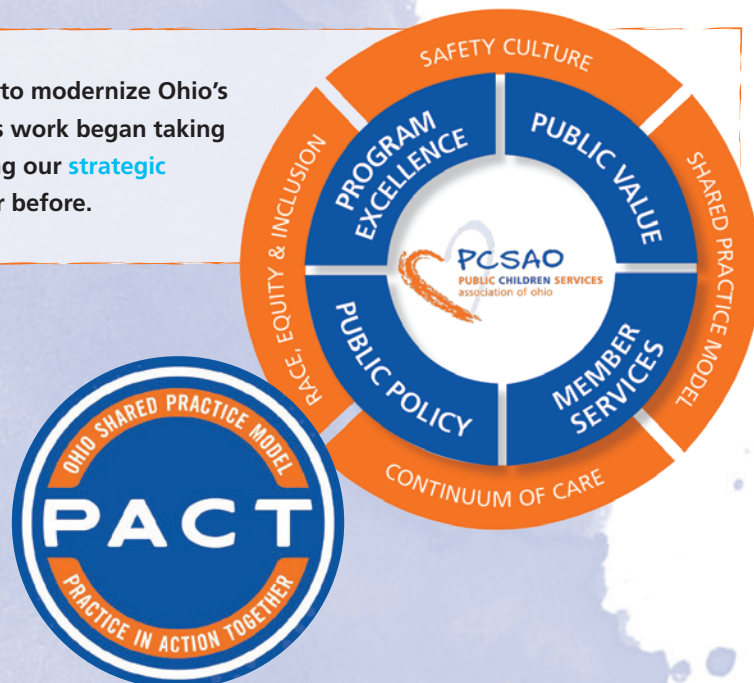 to modernize Ohio's
s work began taking
g our strategic
r before.
SAFETY CULTURE
SHARED PRACTICE MODEL
CONTINUUM OF CARE
RACE, EQUITY & INCLUSION
PROGRAM
EXCELLENCE
PUBLIC VALUE
MEMBER
SERVICES
PUBLIC POLICY
PCSAO
PUBLIC CHILDREN SERVICES
association of ohio
OHIO SHARED PRACTICE MODEL
PACT
PRACTICE IN ACTION TOGETHER